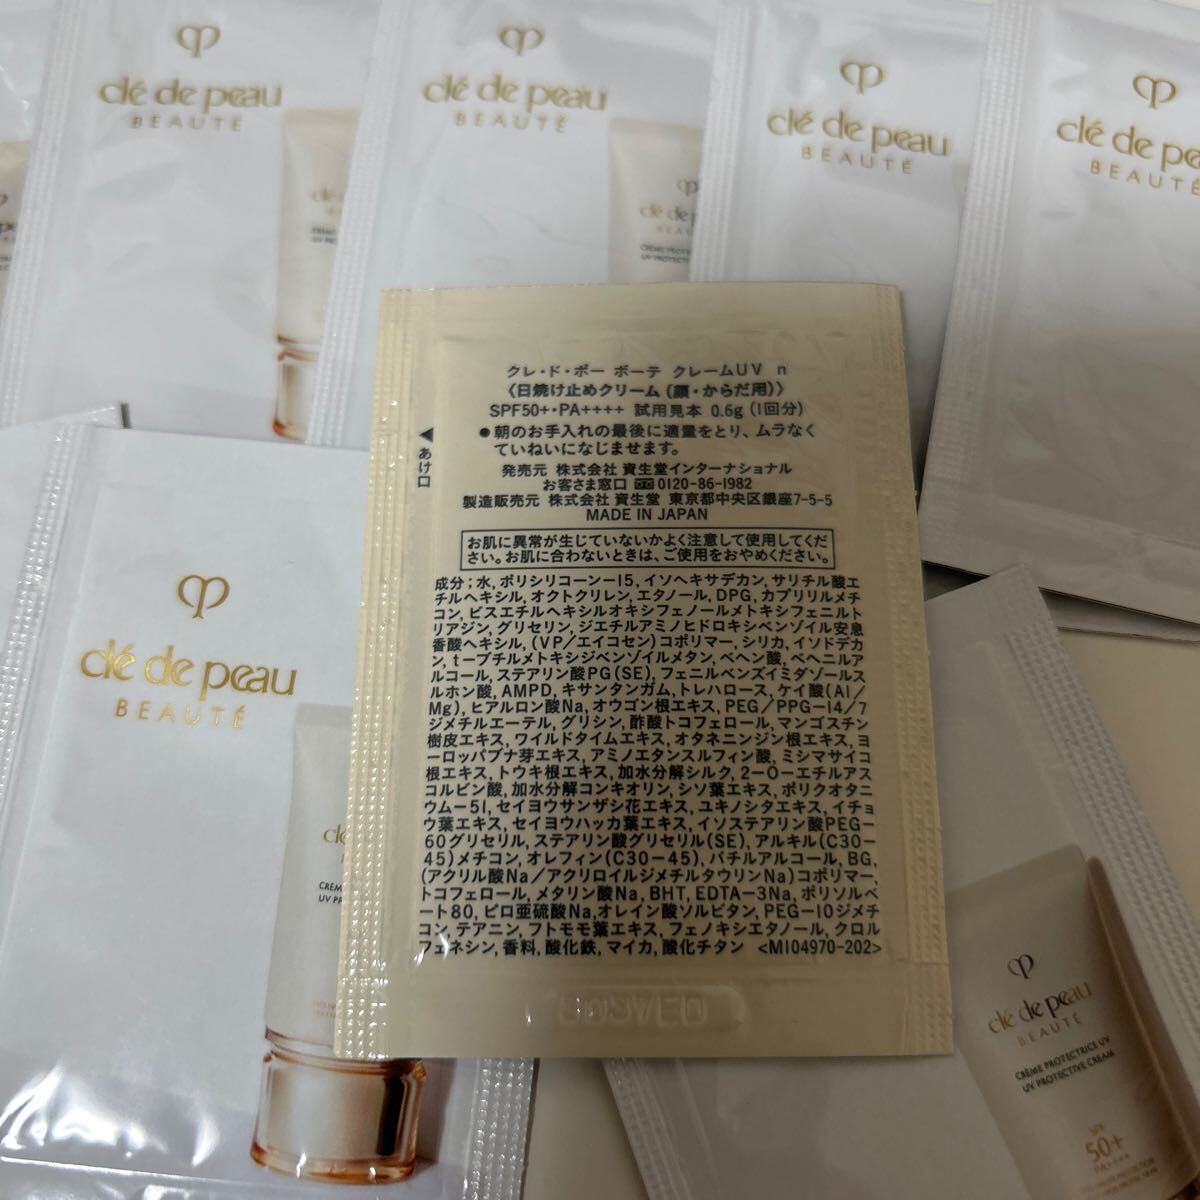 clé de peau
BEAUTÉ
clé de peau
BEAUTÉ
clé de peau
BEAUTÉ
clé de pe
BEAUTÉ
クレ・ド・ポー ボーテ クレームUV n
〈日焼け止めクリーム(顔・からだ用)〉
SPF50+・PA++++ 試用見本 0.6g(1回分)
●朝のお手入れの最後に適量をとり、ムラなく
ていねいになじませます。
◀あけ口
発売元 株式会社 資生堂インターナショナル
お客さま窓口 0120-86-1982
製造販売元 株式会社 資生堂 東京都中央区銀座7-5-5
MADE IN JAPAN
お肌に異常が生じていないかよく注意して使用してくだ
さい。お肌に合わないときは、ご使用をおやめください。
成分;水,ポリシリコーン-15,イソヘキサデカン,サリチル酸エ
チルヘキシル,オクトクリレン,エタノール,DPG,カプリリルメチ
コン,ビスエチルヘキシルオキシフェノールメトキシフェニルト
リアジン,グリセリン,ジエチルアミノヒドロキシベンゾイル安息
香酸ヘキシル,(VP/エイコセン)コポリマー,シリカ,イソドデカ
ン,t-ブチルメトキシジベンゾイルメタン,ベヘン酸,ベヘニルア
ルコール,ステアリン酸PG(SE),フェニルベンズイミダゾールス
ルホン酸,AMPD,キサンタンガム,トレハロース,ケイ酸(Al/
Mg),ヒアルロン酸Na,オウゴン根エキス,PEG/PPG-14/7
ジメチルエーテル,グリシン,酢酸トコフェロール,マンゴスチン
樹皮エキス,ワイルドタイムエキス,オタネニンジン根エキス,ヨ
ーロッパブナ芽エキス,アミノエタンスルフィン酸,ミシマサイコ
根エキス,トウキ根エキス,加水分解シルク,2-O-エチルアス
コルビン酸,加水分解コンキオリン,シソ葉エキス,ポリクオタニ
ウム-51,セイヨウサンザシ花エキス,ユキノシタエキス,イチョ
ウ葉エキス,セイヨウハッカ葉エキス,イソステアリン酸PEG-
60グリセリル,ステアリン酸グリセリル(SE),アルキル(C30-
45)メチコン,オレフィン(C30-45),バチルアルコール,BG,
(アクリル酸Na/アクリロイルジメチルタウリンNa)コポリマー,
トコフェロール,メタリン酸Na,BHT,EDTA-3Na,ポリソルベ
ート80,ピロ亜硫酸Na,オレイン酸ソルビタン,PEG-10ジメチ
コン,テアニン,フトモモ葉エキス,フェノキシエタノール,クロル
フェネシン,香料,酸化鉄,マイカ,酸化チタン <M104970-202>
clé de peau
BEAUTÉ
clé de peau
BEAUTÉ
CRÈME PROTECTRICE UV
UV PROTECTIVE CREAM
SPF
50+
PA++++